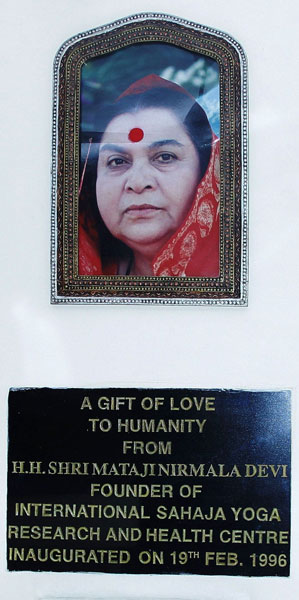 A GIFT OF LOVE
TO HUMANITY
FROM
H.H. SHRI MATAJI NIRMALA DEVI
FOUNDER OF
INTERNATIONAL SAHAJA YOGA
RESEARCH AND HEALTH CENTRE
INAUGURATED ON 19TH FEB. 1996